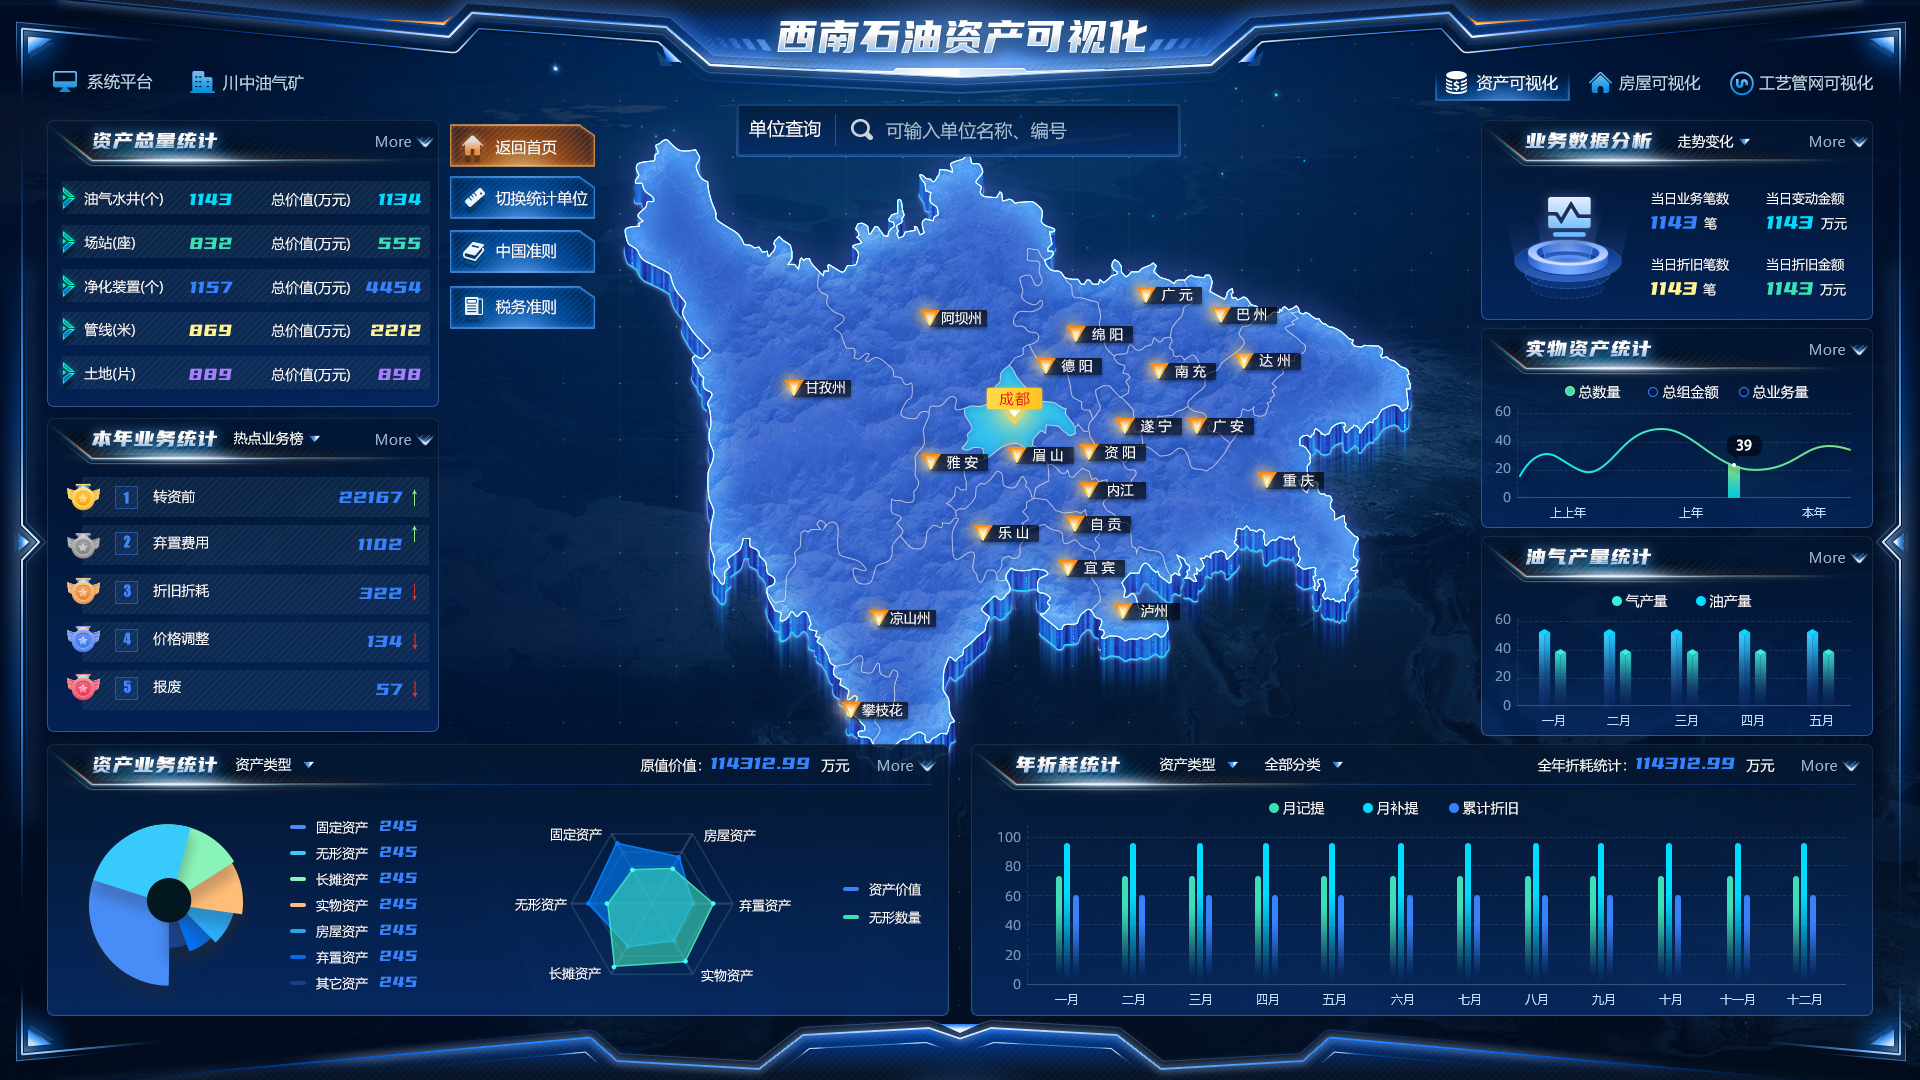 西南石油资产可视化
系统平台
川中油气矿
资产可视化
房屋可视化
工艺管网可视化
单位查询
可输入单位名称、编号
资产总量统计
More
油气水井(个) 1143 总价值(万元) 1134
场站(座) 832 总价值(万元) 555
净化装置(个) 1157 总价值(万元) 4454
管线(米) 869 总价值(万元) 2212
土地(片) 889 总价值(万元) 898
返回首页
切换统计单位
中国准则
税务准则
本年业务统计 热点业务榜 More
1 转资前 22167 ↑
2 弃置费用 1102 ↑
3 折旧折耗 322 ↓
4 价格调整 134 ↓
5 报废 57 ↓
广元
巴州
阿坝州
绵阳
德阳
南充
达州
甘孜州
成都
遂宁
广安
雅安
眉山
资阳
内江
重庆
乐山
自贡
宜宾
凉山州
泸州
攀枝花
业务数据分析 走势变化 More
当日业务笔数 当日变动金额
1143 笔 1143 万元
当日折旧笔数 当日折旧金额
1143 笔 1143 万元
实物资产统计 More
总数量 总组金额 总业务量
60
40
20
0
39
上上年 上年 本年
油气产量统计 More
气产量 油产量
60
40
20
0
一月 二月 三月 四月 五月
资产业务统计 资产类型 原值价值: 114312.99 万元 More
固定资产 245
无形资产 245
长摊资产 245
实物资产 245
房屋资产 245
弃置资产 245
其它资产 245
固定资产 房屋资产
无形资产 弃置资产
长摊资产 实物资产
资产价值
无形数量
年折耗统计 资产类型 全部分类 全年折耗统计: 114312.99 万元 More
月记提 月补提 累计折旧
100
80
60
40
20
0
一月 二月 三月 四月 五月 六月 七月 八月 九月 十月 十一月 十二月